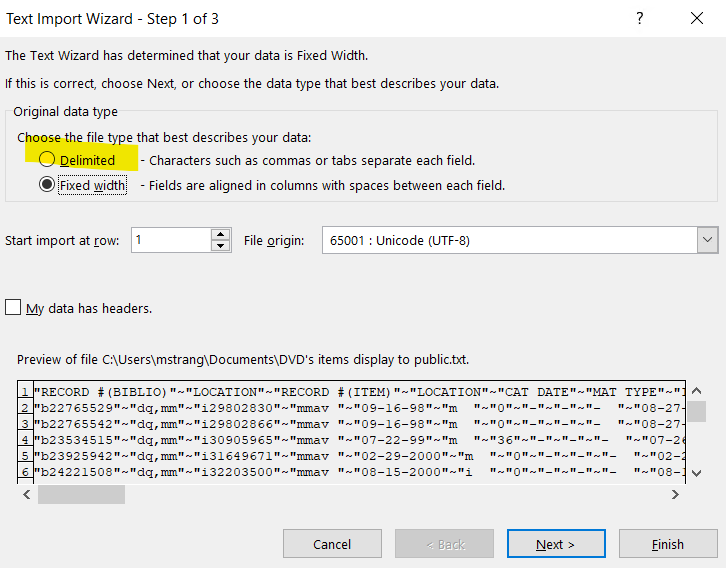 Text Import Wizard - Step 1 of 3 ?
The Text Wizard has determined that your data is Fixed Width.
If this is correct, choose Next, or choose the data type that best describes your data.
Original data type
Choose the file type that best describes your data:
Delimited - Characters such as commas or tabs separate each field.
Fixed width - Fields are aligned in columns with spaces between each field.
Start import at row: 1 File origin: 65001 : Unicode (UTF-8)
My data has headers.
Preview of file C:\Users\mstrang\Documents\DVD's items display to public.txt.
1 "RECORD #(BIBLIO)"~"LOCATION"~"RECORD #(ITEM)"~"LOCATION"~"CAT DATE"~"MAT TYPE"~"
2 "b22765529"~"dq,mm"~"i29802830"~"mmav "~"09-16-98"~"m  "~"0"~"-"~"-"~"-  "~"08-27-
3 "b22765542"~"dq,mm"~"i29802866"~"mmav "~"09-16-98"~"m  "~"0"~"-"~"-"~"-  "~"08-27-
4 "b23534515"~"dq,mm"~"i30905965"~"mmav "~"07-22-99"~"m  "~"36"~"-"~"-"~"-  "~"07-26
5 "b23925942"~"dq,mm"~"i31649671"~"mmav "~"02-29-2000"~"m  "~"0"~"-"~"-"~"-  "~"02-2
6 "b24221508"~"dq,mm"~"i32203500"~"mmav "~"08-15-2000"~"i  "~"0"~"-"~"-"~"-  "~"08-1
Cancel < Back Next > Finish